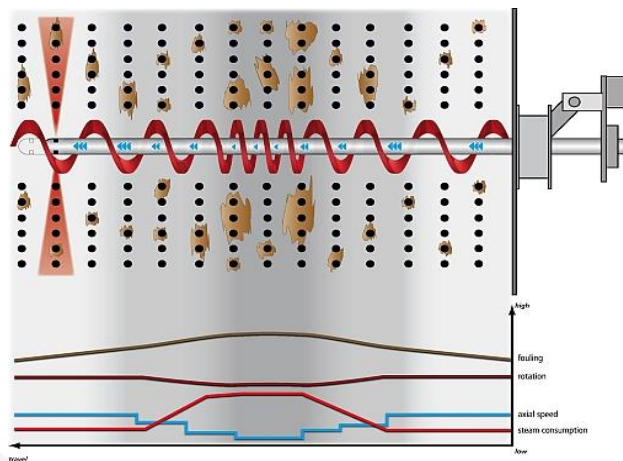 high
fouling
rotation
axial speed
steam consumption
travel
low